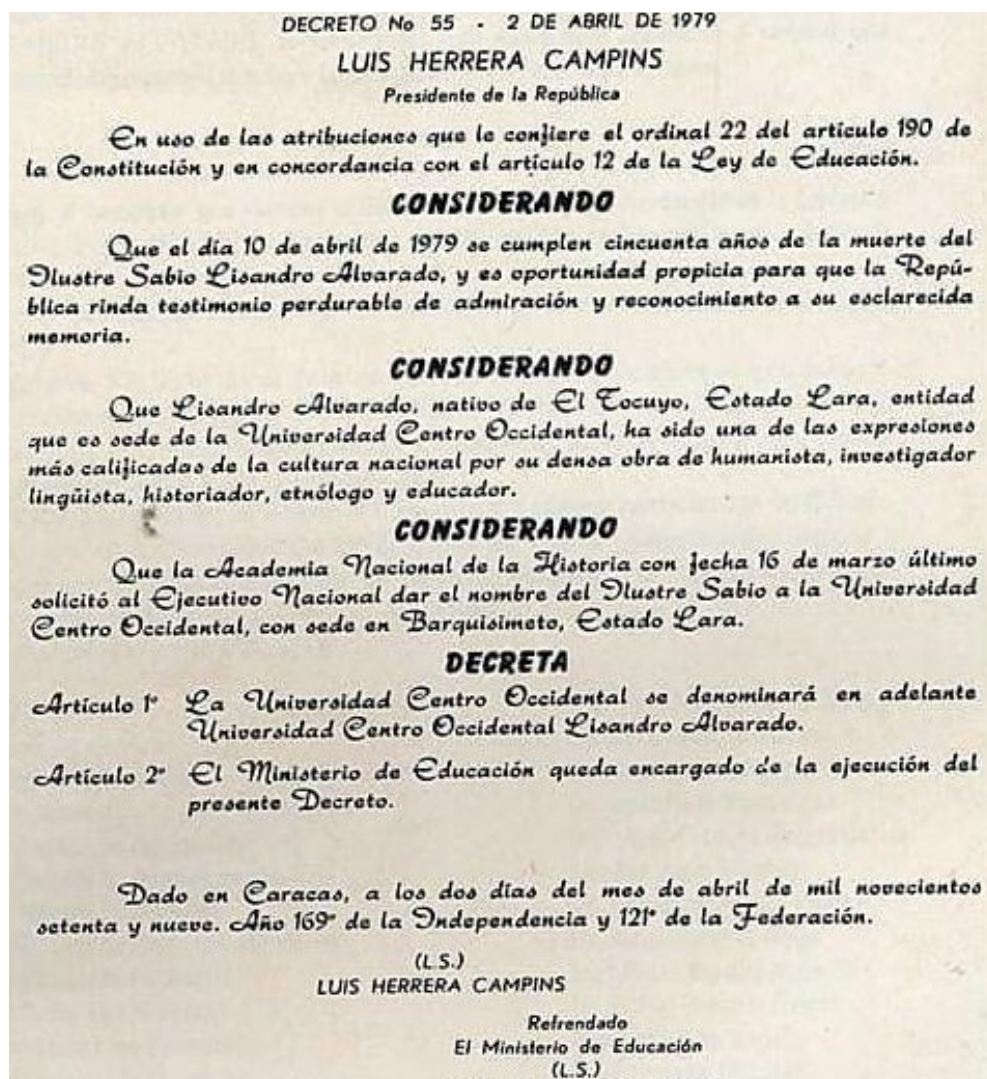 DECRETO No 55 - 2 DE ABRIL DE 1979
LUIS HERRERA CAMPINS
Presidente de la República
En uso de las atribuciones que le confiere el ordinal 22 del artículo 190 de
la Constitución y en concordancia con el artículo 12 de la Ley de Educación.
CONSIDERANDO
Que el día 10 de abril de 1979 se cumplen cincuenta años de la muerte del
Ilustre Sabio Lisandro Alvarado, y es oportunidad propicia para que la Repú-
blica rinda testimonio perdurable de admiración y reconocimiento a su esclarecida
memoria.
CONSIDERANDO
Que Lisandro Alvarado, nativo de El Tocuyo, Estado Lara, entidad
que es sede de la Universidad Centro Occidental, ha sido una de las expresiones
más calificadas de la cultura nacional por su densa obra de humanista, investigador
lingüista, historiador, etnólogo y educador.
CONSIDERANDO
Que la Academia Nacional de la Historia con fecha 16 de marzo último
solicitó al Ejecutivo Nacional dar el nombre del Ilustre Sabio a la Universidad
Centro Occidental, con sede en Barquisimeto, Estado Lara.
DECRETA
Artículo 1° La Universidad Centro Occidental se denominará en adelante
Universidad Centro Occidental Lisandro Alvarado.
Artículo 2° El Ministerio de Educación queda encargado de la ejecución del
presente Decreto.
Dado en Caracas, a los dos días del mes de abril de mil novecientos
setenta y nueve. Año 169° de la Independencia y 121° de la Federación.
(L.S.)
LUIS HERRERA CAMPINS
Refrendado
El Ministerio de Educación
(L.S.)